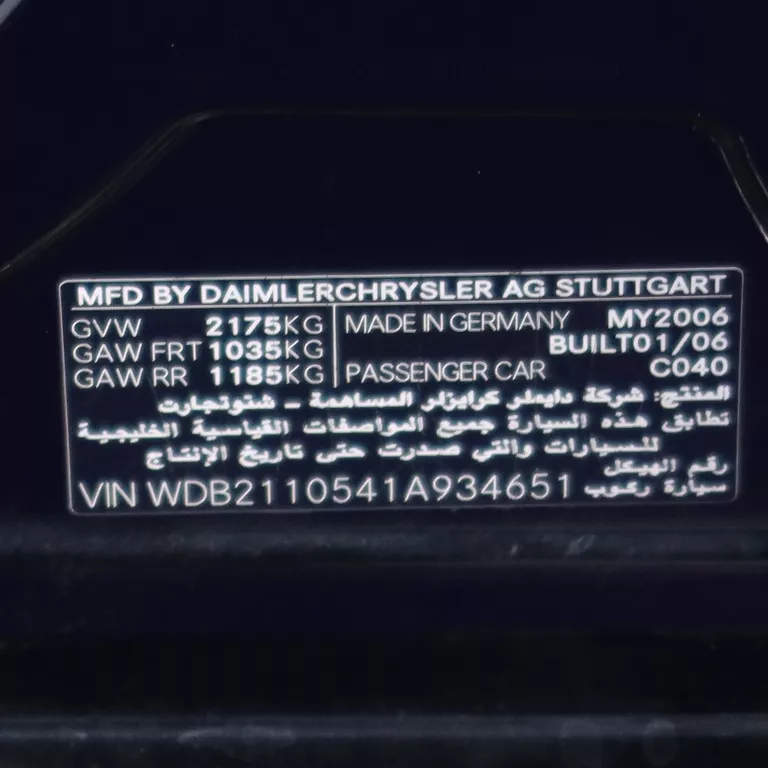 MFD BY DAIMLERCHRYSLER AG STUTTGART
GVW 2175KG MADE IN GERMANY MY2006
GAW FRT 1035KG BUILT01/06
GAW RR 1185KG PASSENGER CAR C040
المنتج: شركة دايملر كرايزلر المساهمة - شتوتجارت
تطابق هذه السيارة جميع المواصفات القياسية الخليجية
للسيارات والتي صدرت حتى تاريخ الإنتاج
رقم الهيكل
VIN WDB2110541A934651 سيارة ركوب